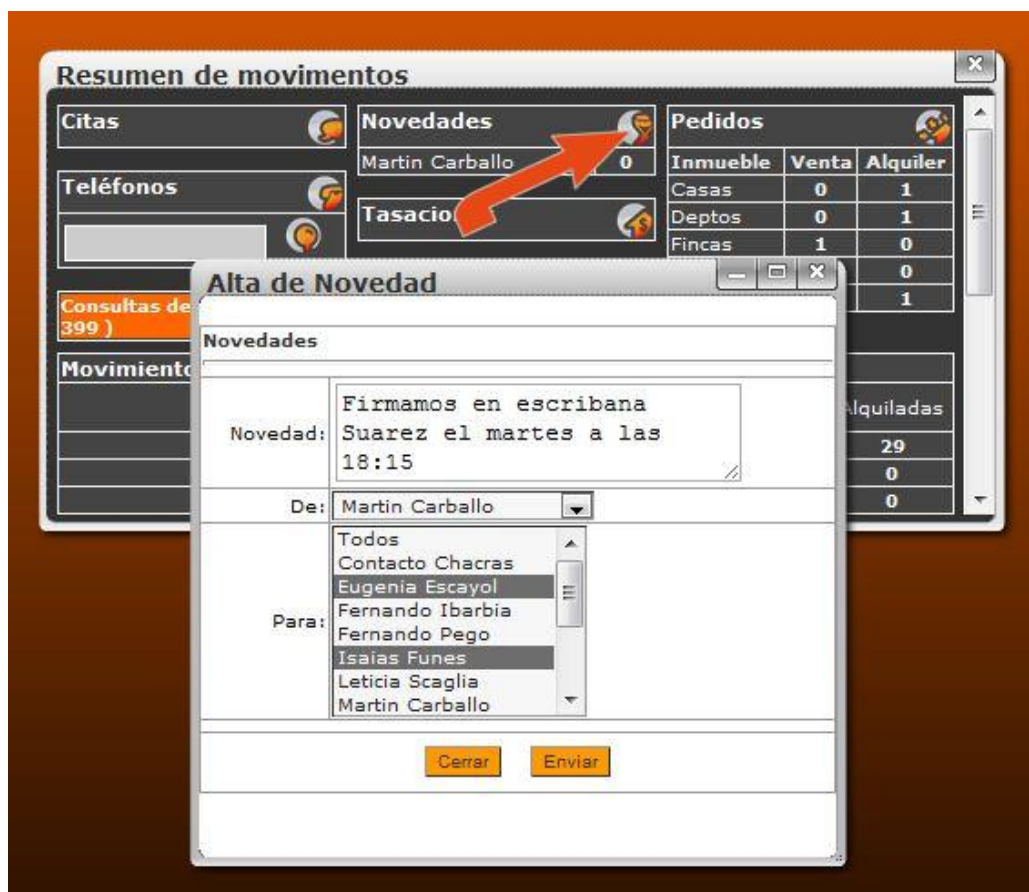 Resumen de movimentos
Citas
Novedades
Martin Carballo 0
Pedidos
Inmueble Venta Alquiler
Casas 0 1
Deptos 0 1
Fincas 1 0
0
1
Teléfonos
Consultas de
399 )
Alquiladas
29
0
0
Alta de Novedad
Novedades
Novedad:
Firmamos en escribana
Suarez el martes a las
18:15
De: Martin Carballo
Para:
Todos
Contacto Chacras
Eugenia Escayol
Fernando Ibarbia
Fernando Pego
Isaias Funes
Leticia Scaglia
Martin Carballo
Cerrar Enviar